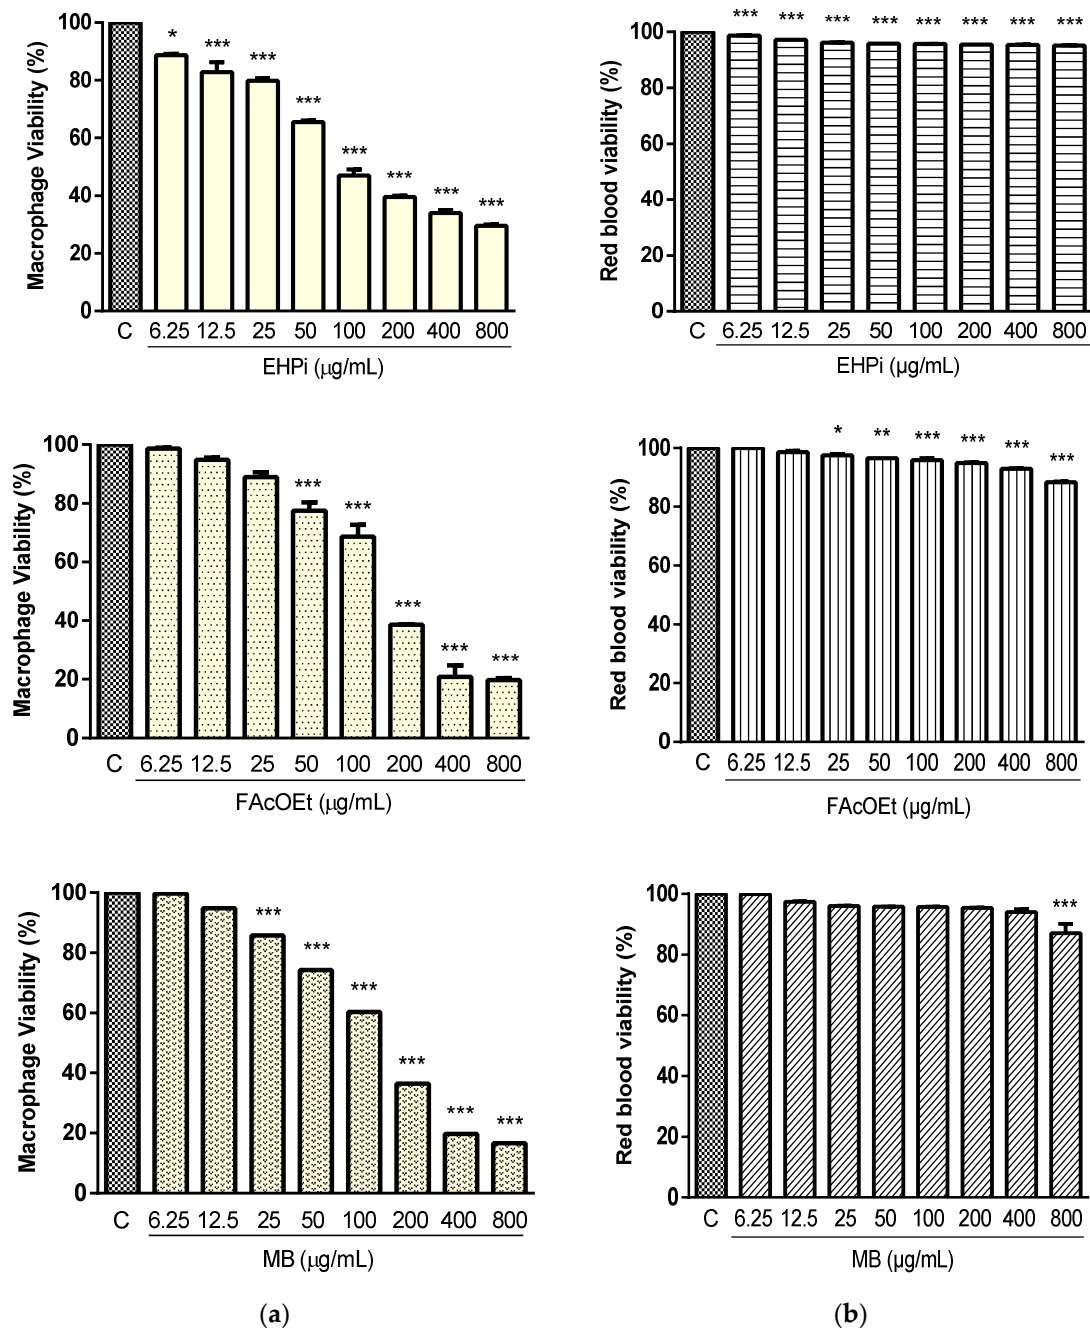 * *** *** *** *** *** *** ***
Macrophage Viability (%)
100
80
60
40
20
0
C 6.25 12.5 25 50 100 200 400 800
EHPi (μg/mL)
*** *** *** *** *** *** *** ***
Red blood viability (%)
100
80
60
40
20
0
C 6.25 12.5 25 50 100 200 400 800
EHPi (µg/mL)
*** *** *** *** ***
Macrophage Viability (%)
100
80
60
40
20
0
C 6.25 12.5 25 50 100 200 400 800
FAcOEt (μg/mL)
* ** *** *** *** ***
Red blood viability (%)
100
80
60
40
20
0
C 6.25 12.5 25 50 100 200 400 800
FAcOEt (µg/mL)
*** *** *** *** *** ***
Macrophage Viability (%)
100
80
60
40
20
0
C 6.25 12.5 25 50 100 200 400 800
MB (μg/mL)
***
Red blood viability (%)
100
80
60
40
20
0
C 6.25 12.5 25 50 100 200 400 800
MB (µg/mL)
(a)
(b)